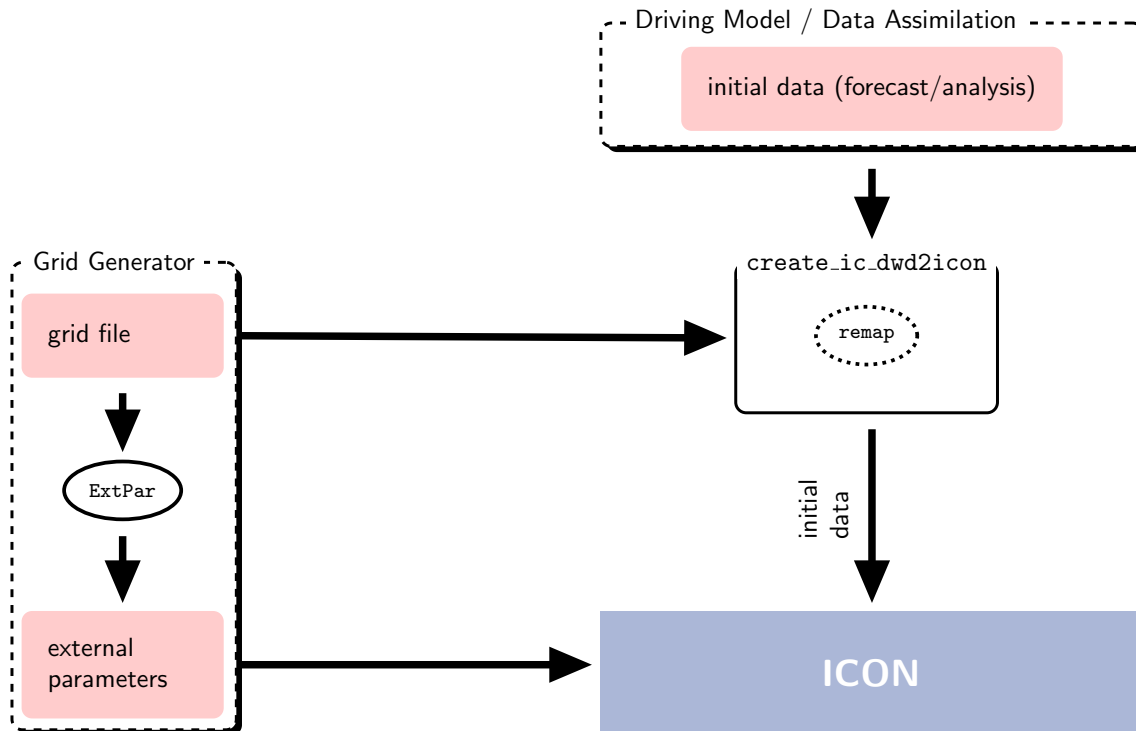 Driving Model / Data Assimilation
initial data (forecast/analysis)
Grid Generator
create_ic_dwd2icon
grid file
remap
ExtPar
initial
data
external
parameters
ICON